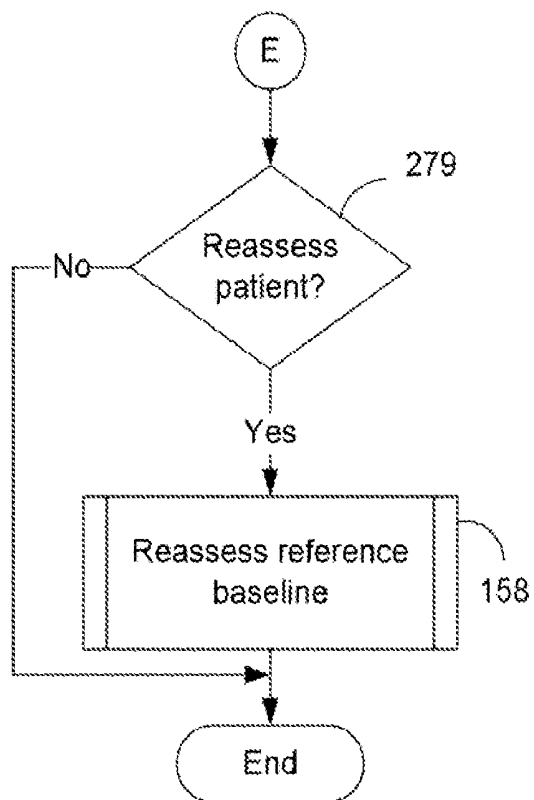 E
279
Reassess
patient?
No
Yes
Reassess reference
baseline
158
End